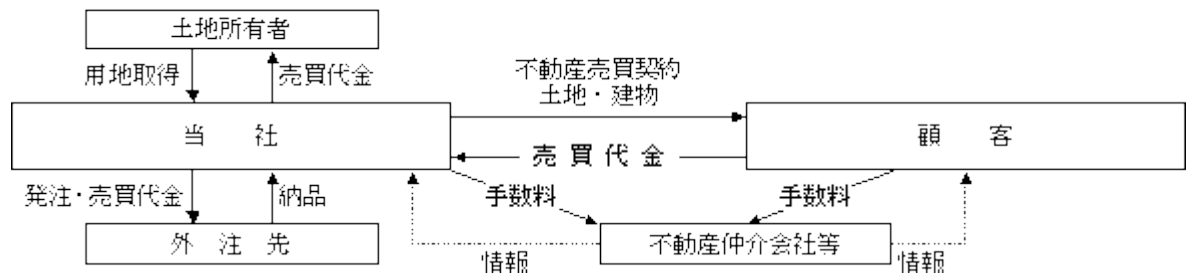 土地所有者
用地取得
売買代金
不動産売買契約
土地・建物
当社
顧客
売買代金
発注・売買代金
納品
手数料
手数料
外注先
不動産仲介会社等
情報
情報